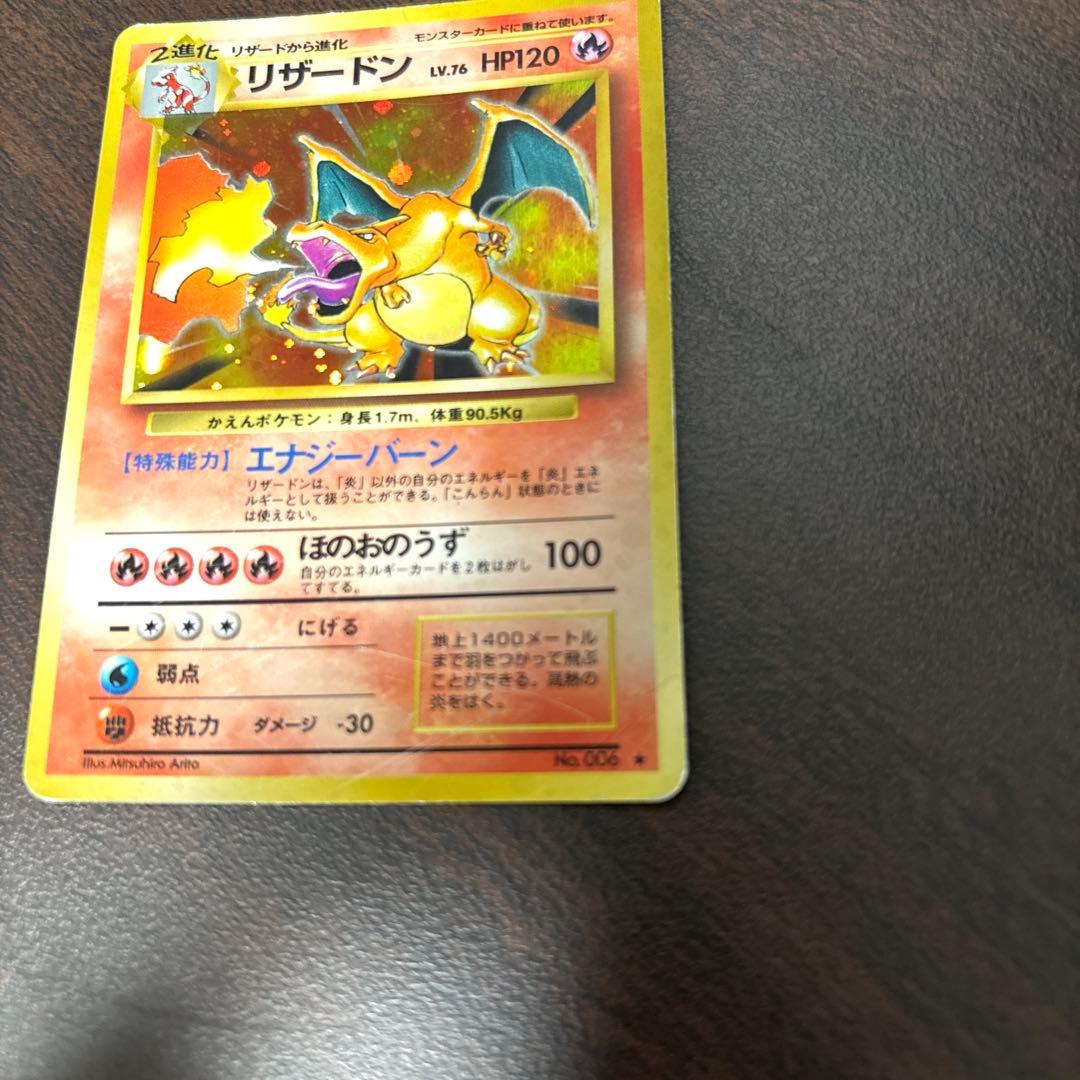 モンスターカードに重ねて使います。
2進化 リザードから進化
リザードン LV.76 HP120
かえんポケモン：身長1.7m、体重90.5Kg
【特殊能力】 エナジーバーン
リザードンは、「炎」以外の自分のエネルギーを「炎」エネ
ルギーとして扱うことができる。「こんらん」状態のときに
は使えない。
ほのおのうず 100
自分のエネルギーカードを２枚はがし
てすてる。
にげる
弱点
抵抗力 ダメージ -30
地上1400メートル
まで羽をつかって飛ぶ
ことができる。高熱の
炎をはく。
Illus.Mitsuhiro Arita
No.006 ★